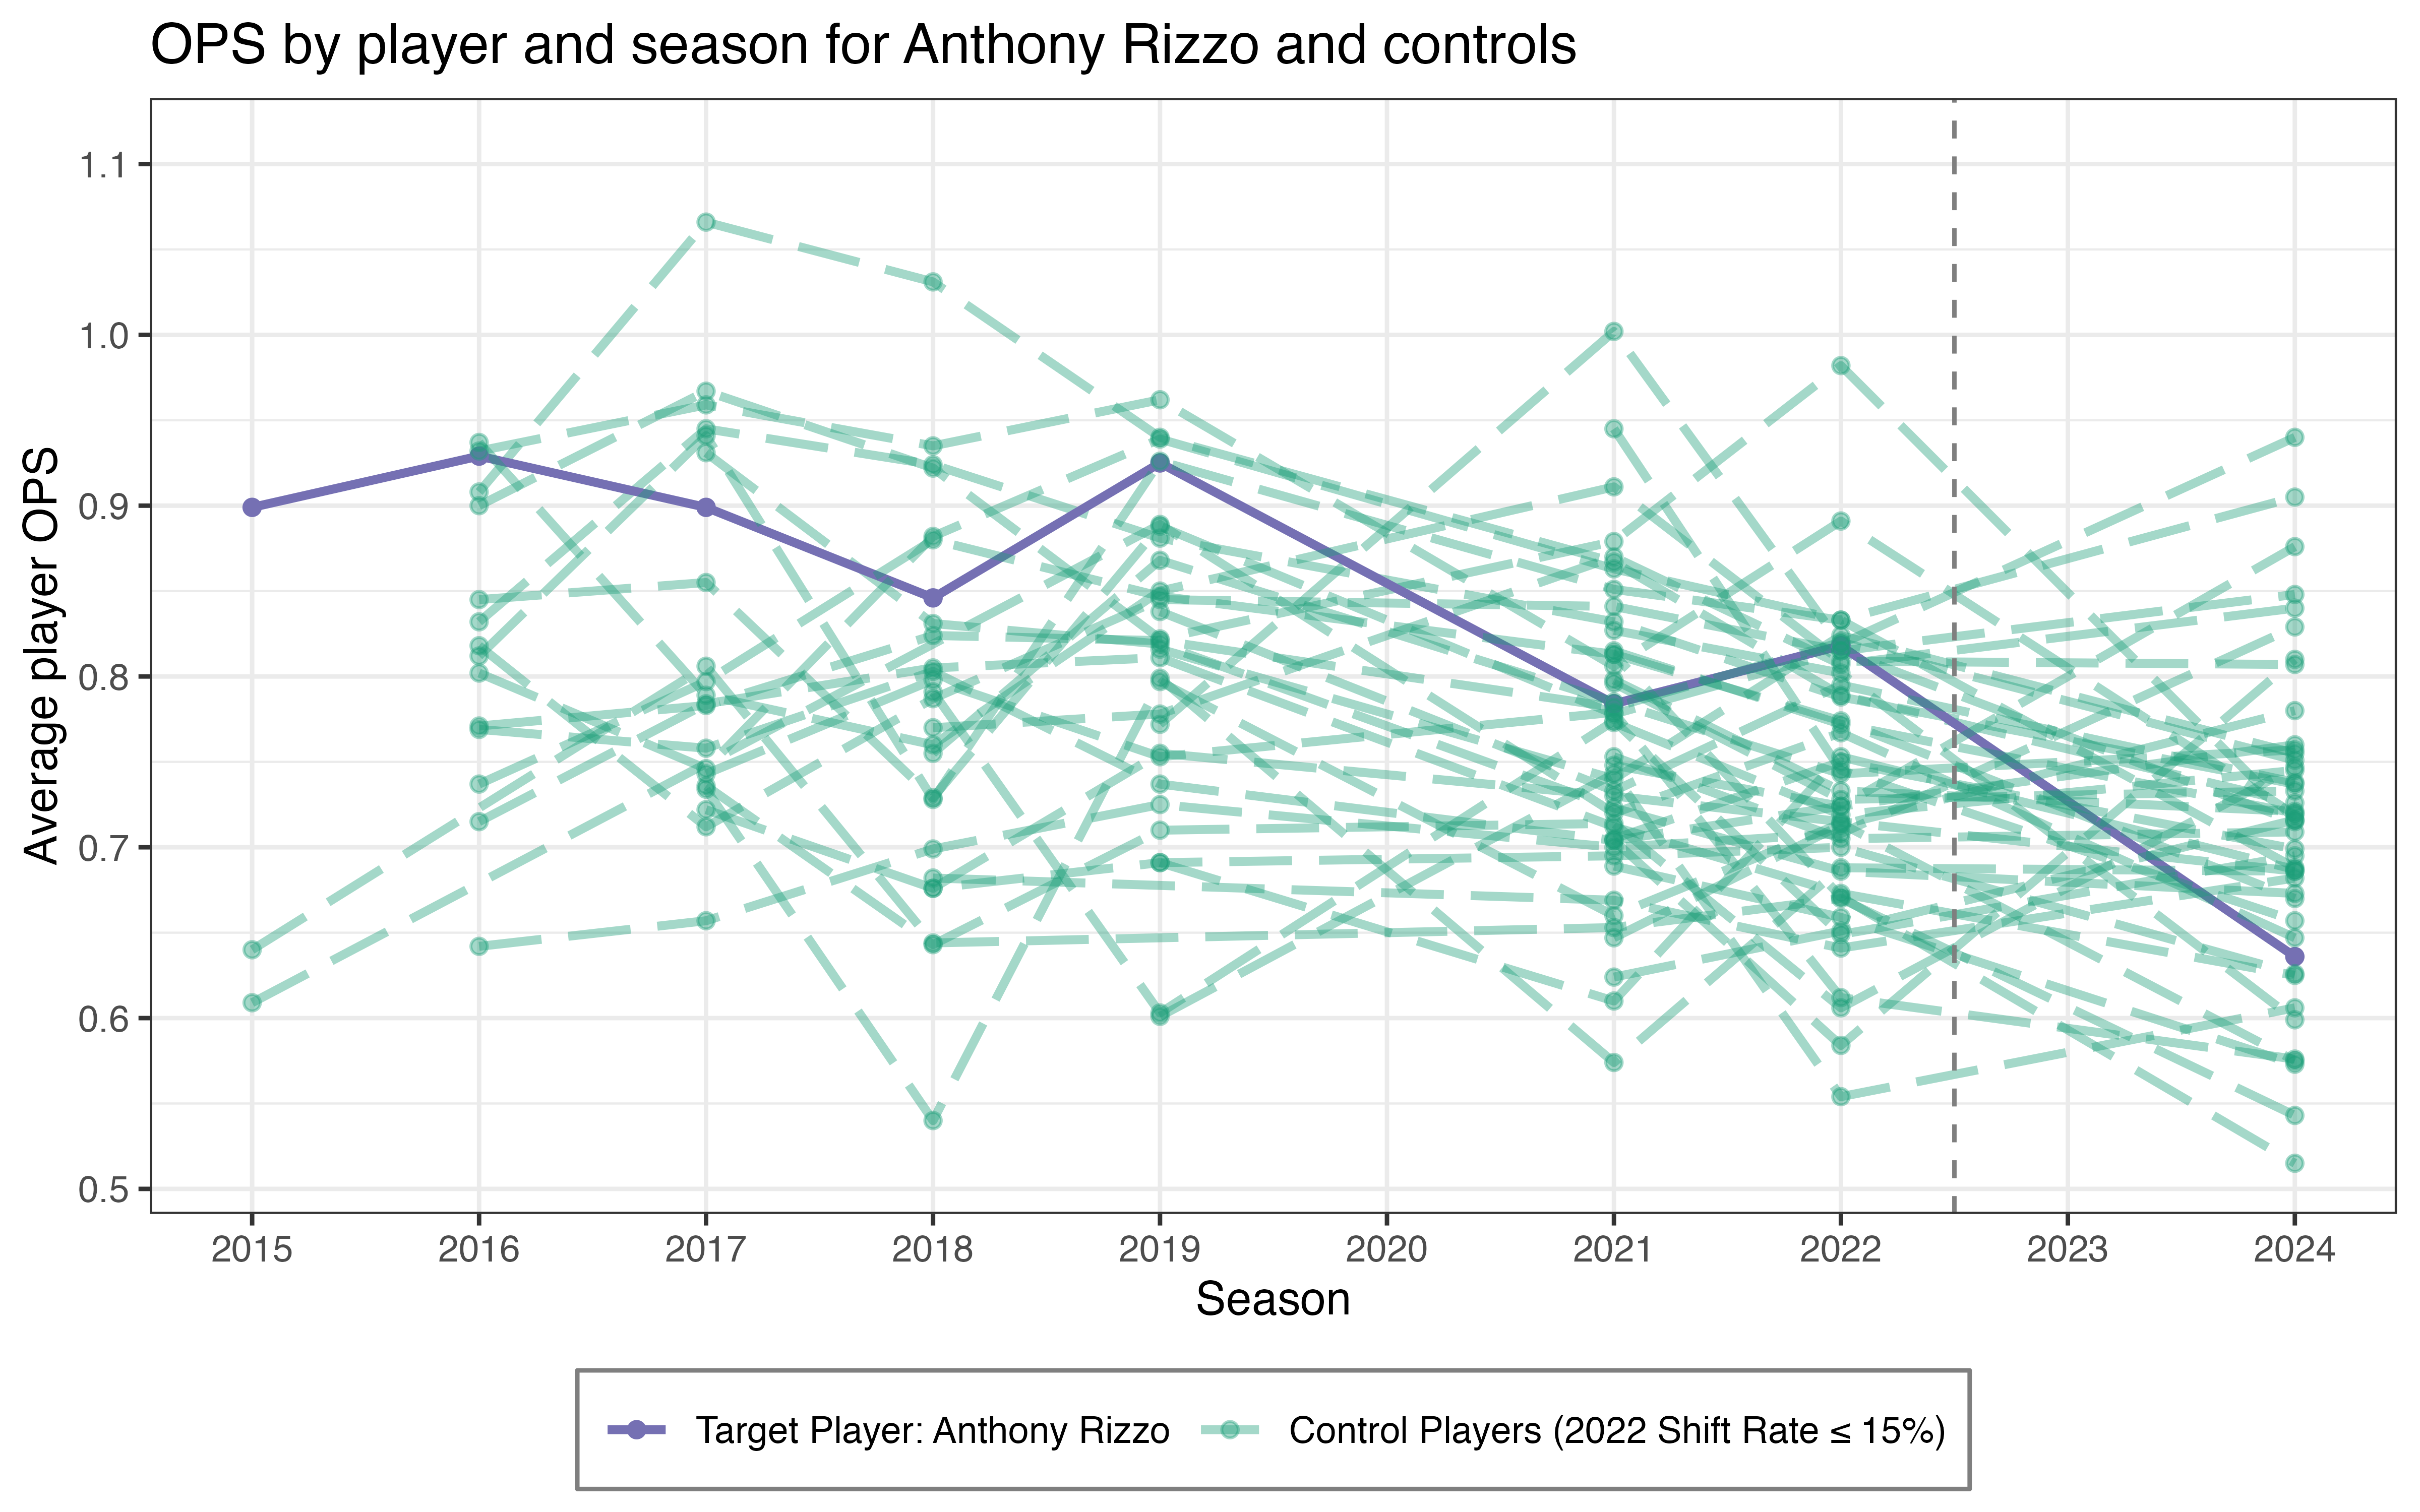 OPS by player and season for Anthony Rizzo and controls
Average player OPS
1.1
1.0
0.9
0.8
0.7
0.6
0.5
2015 2016 2017 2018 2019 2020 2021 2022 2023 2024
Season
Target Player: Anthony Rizzo Control Players (2022 Shift Rate ≤ 15%)